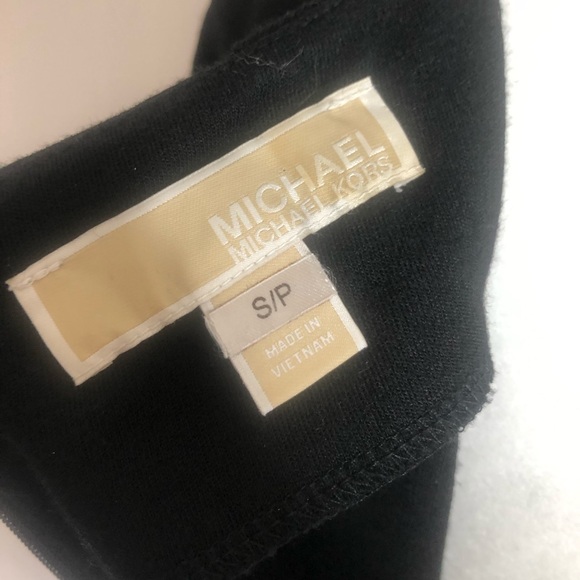 MICHAEL
MICHAEL KORS
S/P
MADE IN
VIETNAM